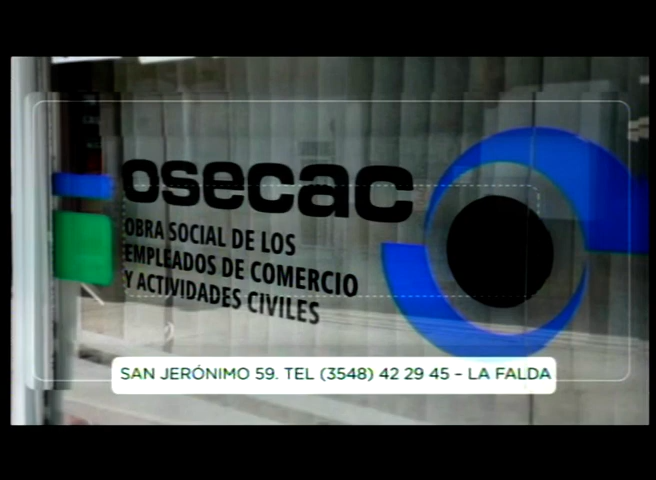 osecac
OBRA SOCIAL DE LOS
EMPLEADOS DE COMERCIO
Y ACTIVIDADES CIVILES
SAN JERÓNIMO 59. TEL (3548) 42 29 45 – LA FALDA